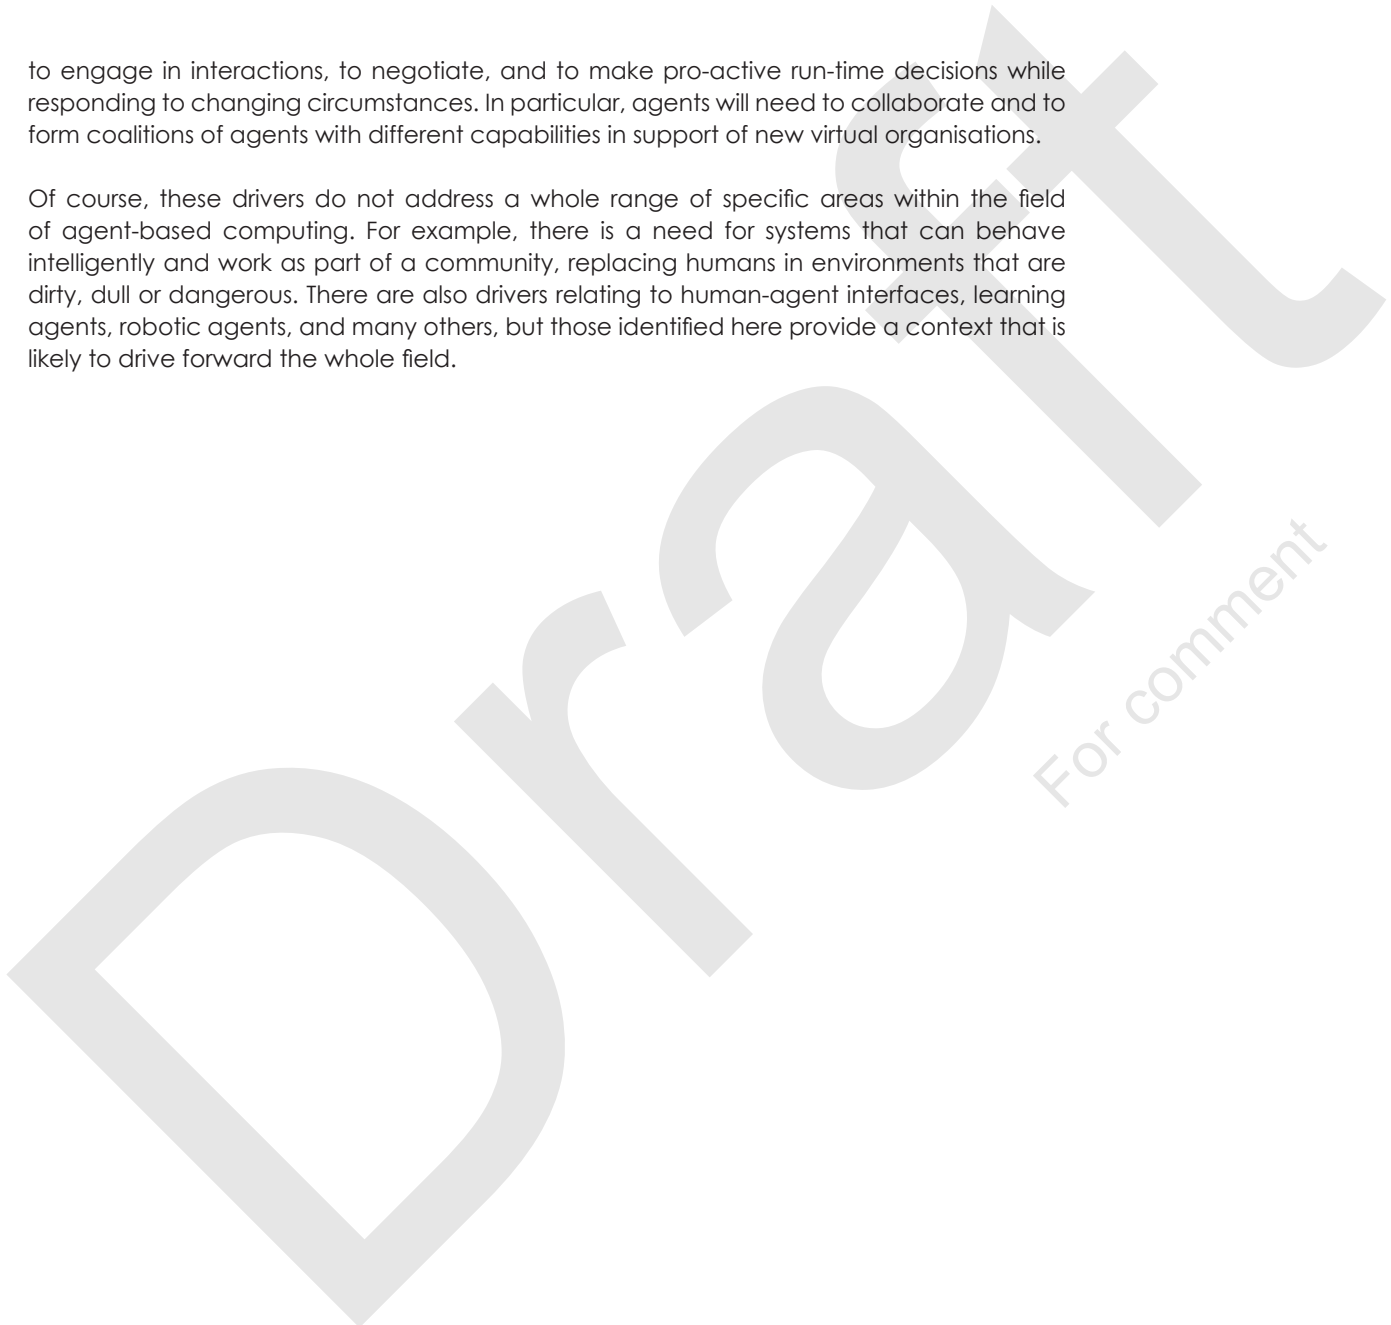 to engage in interactions, to negotiate, and to make pro-active run-time decisions while
responding to changing circumstances. In particular, agents will need to collaborate and to
form coalitions of agents with different capabilities in support of new virtual organisations.
Of course, these drivers do not address a whole range of specific areas within the field
of agent-based computing. For example, there is a need for systems that can behave
intelligently and work as part of a community, replacing humans in environments that are
dirty, dull or dangerous. There are also drivers relating to human-agent interfaces, learning
agents, robotic agents, and many others, but those identified here provide a context that is
likely to drive forward the whole field.
Draft
For comment